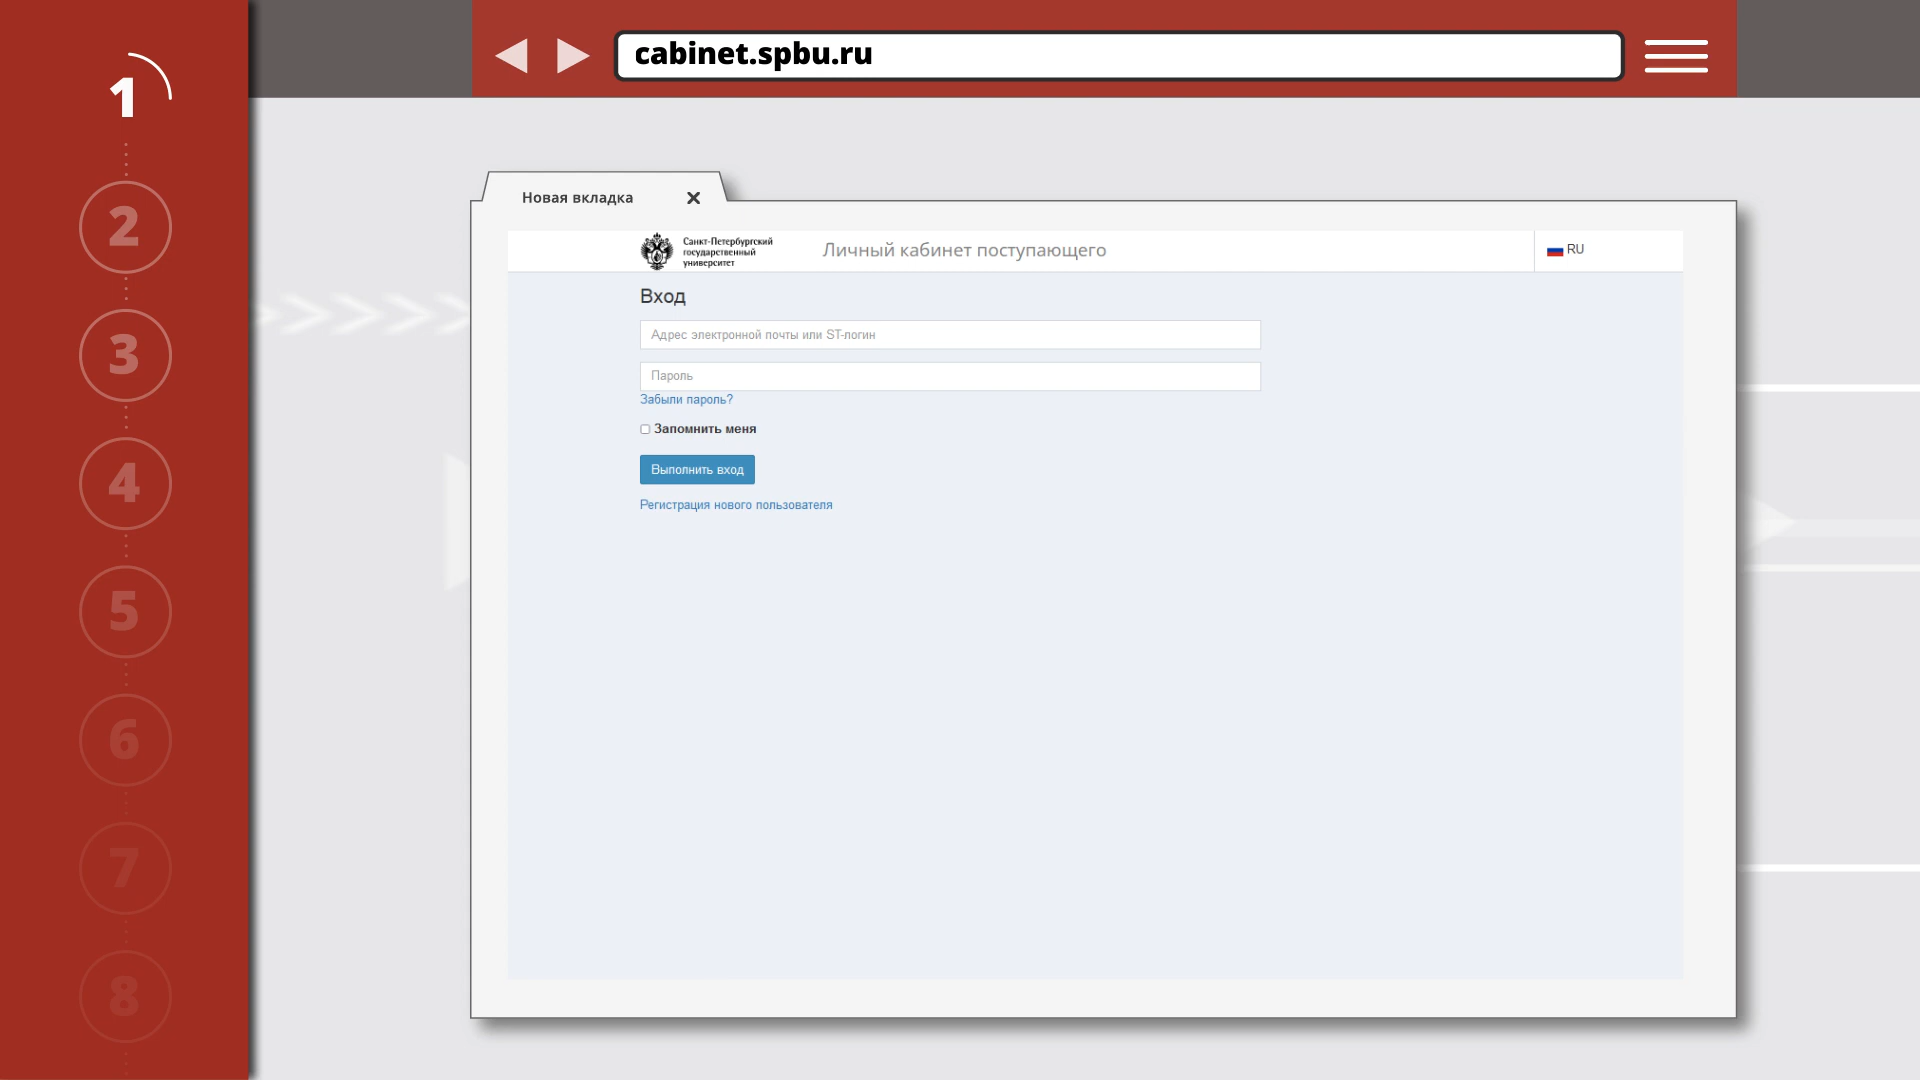 cabinet.spbu.ru
1
2
3
4
5
6
7
8
Новая вкладка
Санкт-Петербургский
государственный
университет
Личный кабинет поступающего
RU
Вход
Адрес электронной почты или ST-логин
Пароль
Забыли пароль?
Запомнить меня
Выполнить вход
Регистрация нового пользователя